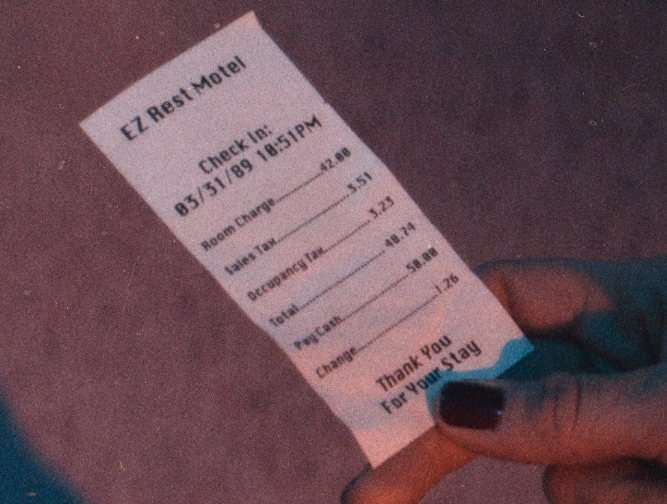 EZ Rest Motel
Check In:
03/31/89 10:51PM
Room Charge.....................42.00
Sales Tax.....................3.51
Occupancy Tax.....................3.23
Total.....................48.74
Pay Cash.....................50.00
Change.....................1.26
Thank You
For Your Stay